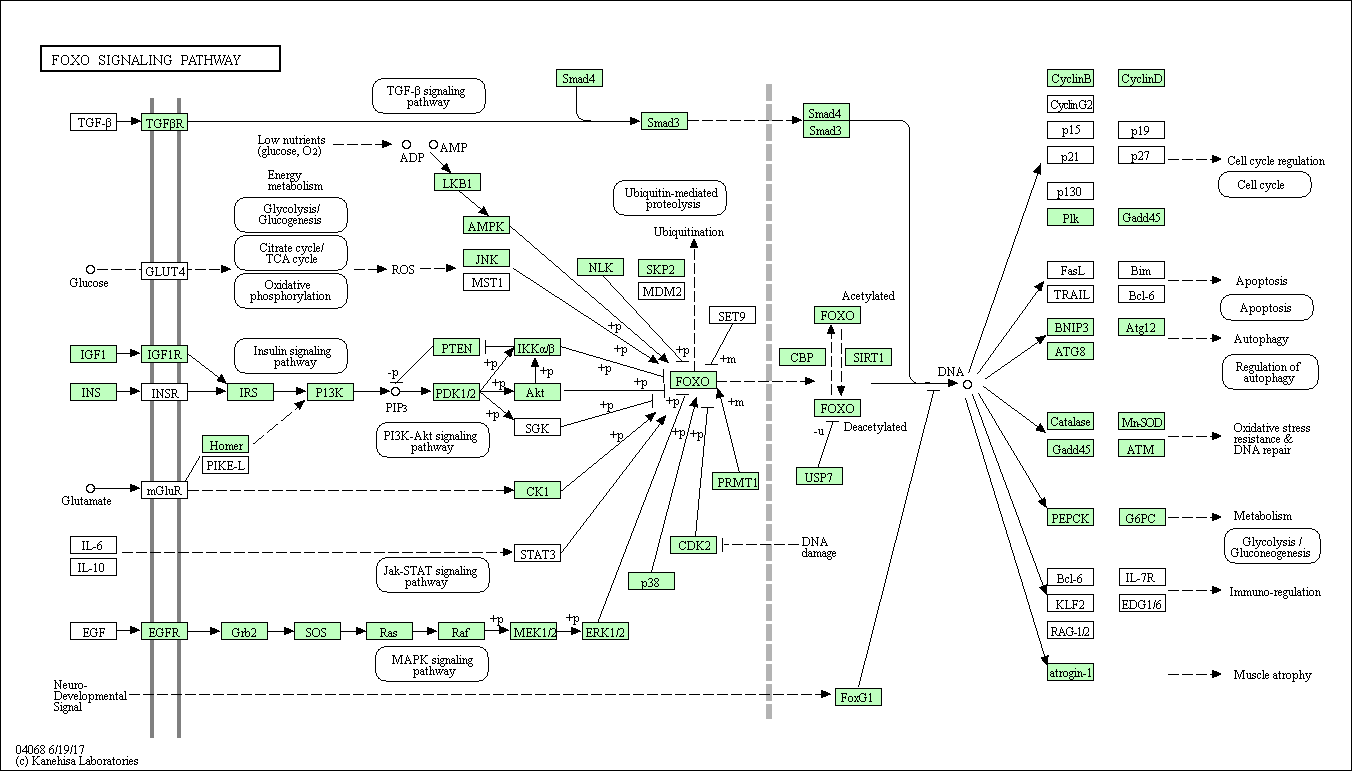 FOXO SIGNALING PATHWAY
TGF-β signaling
pathway
Smad4
CyclinB
CyclinD
CyclinG2
TGF-β
TGFβR
Smad3
Smad4
Smad3
p15
p19
p21
p27
Cell cycle regulation
Cell cycle
p130
Plk
Gadd45
Low nutrients
(glucose, O2)
ADP
AMP
LKB1
AMPK
Energy
metabolism
Glycolysis/
Glucogenesis
Citrate cycle/
TCA cycle
Oxidative
phosphorylation
Glucose
GLUT4
ROS
JNK
MST1
NLK
Ubiquitin-mediated
proteolysis
Ubiquitination
SKP2
MDM2
SET9
FasL
Bim
TRAIL
Bcl-6
Apoptosis
Apoptosis
Acetylated
FOXO
CBP
SIRT1
FOXO
Deacetylated
-u
USP7
BNIP3
Atg12
ATG8
Autophagy
Regulation of
autophagy
IGF1
IGF1R
Insulin signaling
pathway
PTEN
IKKα/β
INS
INSR
IRS
P13K
-p
PIP3
PDK1/2
+p
+p
+p
+p
Akt
SGK
+p
+p
+p
+p
+p
+p
+p
+m
FOXO
+m
+p
+p
+p
DNA
PI3K-Akt signaling
pathway
Homer
PIKE-L
Glutamate
mGluR
CK1
PRMT1
Catalase
Mn-SOD
Gadd45
ATM
Oxidative stress
resistance &
DNA repair
PEPCK
G6PC
Metabolism
Glycolysis /
Gluconeogenesis
IL-6
IL-10
STAT3
Jak-STAT signaling
pathway
CDK2
DNA
damage
p38
Bcl-6
IL-7R
KLF2
EDG1/6
RAG-1/2
Immuno-regulation
EGF
EGFR
Grb2
SOS
Ras
Raf
+p
MEK1/2
+p
ERK1/2
MAPK signaling
pathway
atrogin-1
Muscle atrophy
Neuro-
Developmental
Signal
FoxG1
04068 6/19/17
(c) Kanehisa Laboratories